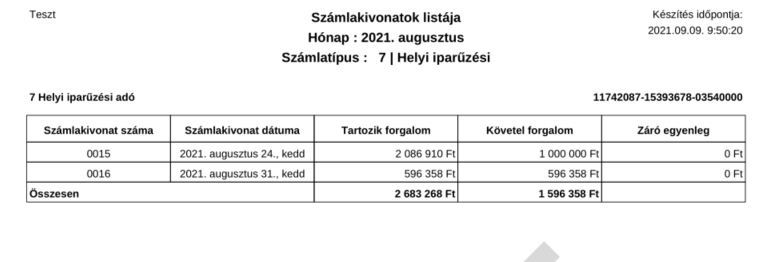 Teszt
Számlakivonatok listája
Készítés időpontja:
Hónap : 2021. augusztus
2021.09.09. 9:50:20
Számlatípus : 7 | Helyi iparűzési
7 Helyi iparűzési adó 11742087-15393678-03540000
Számlakivonat száma Számlakivonat dátuma Tartozik forgalom Követel forgalom Záró egyenleg
0015 2021. augusztus 24., kedd 2 086 910 Ft 1 000 000 Ft 0 Ft
0016 2021. augusztus 31., kedd 596 358 Ft 596 358 Ft 0 Ft
Összesen 2 683 268 Ft 1 596 358 Ft